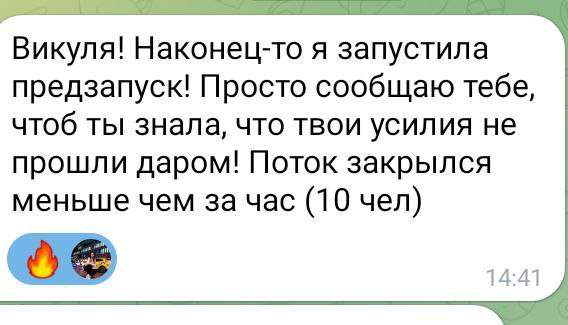 Викуля! Наконец-то я запустила
предзапуск! Просто сообщаю тебе,
чтоб ты знала, что твои усилия не
прошли даром! Поток закрылся
меньше чем за час (10 чел)
14:41